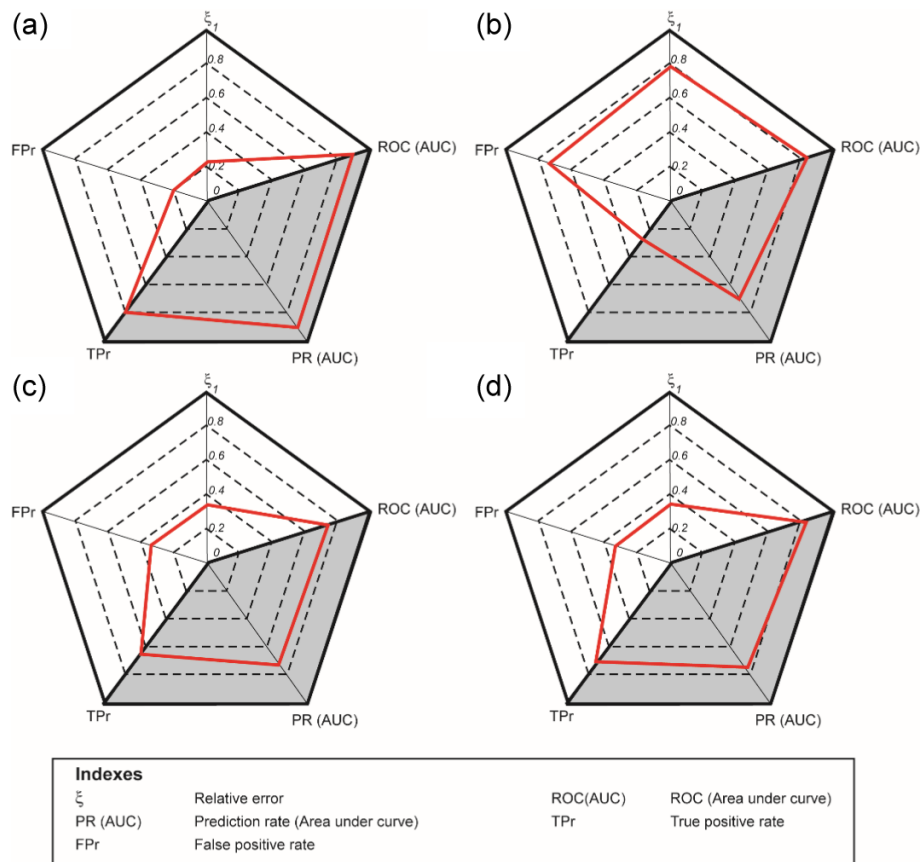 (a)
ξ
1
0.8
0.6
0.4
0.2
0
FPr
ROC (AUC)
TPr
PR (AUC)
(b)
ξ
1
0.8
0.6
0.4
0.2
0
FPr
ROC (AUC)
TPr
PR (AUC)
(c)
ξ
1
0.8
0.6
0.4
0.2
0
FPr
ROC (AUC)
TPr
PR (AUC)
(d)
ξ
1
0.8
0.6
0.4
0.2
0
FPr
ROC (AUC)
TPr
PR (AUC)
Indexes
ξ Relative error ROC(AUC) ROC (Area under curve)
PR (AUC) Prediction rate (Area under curve) TPr True positive rate
FPr False positive rate